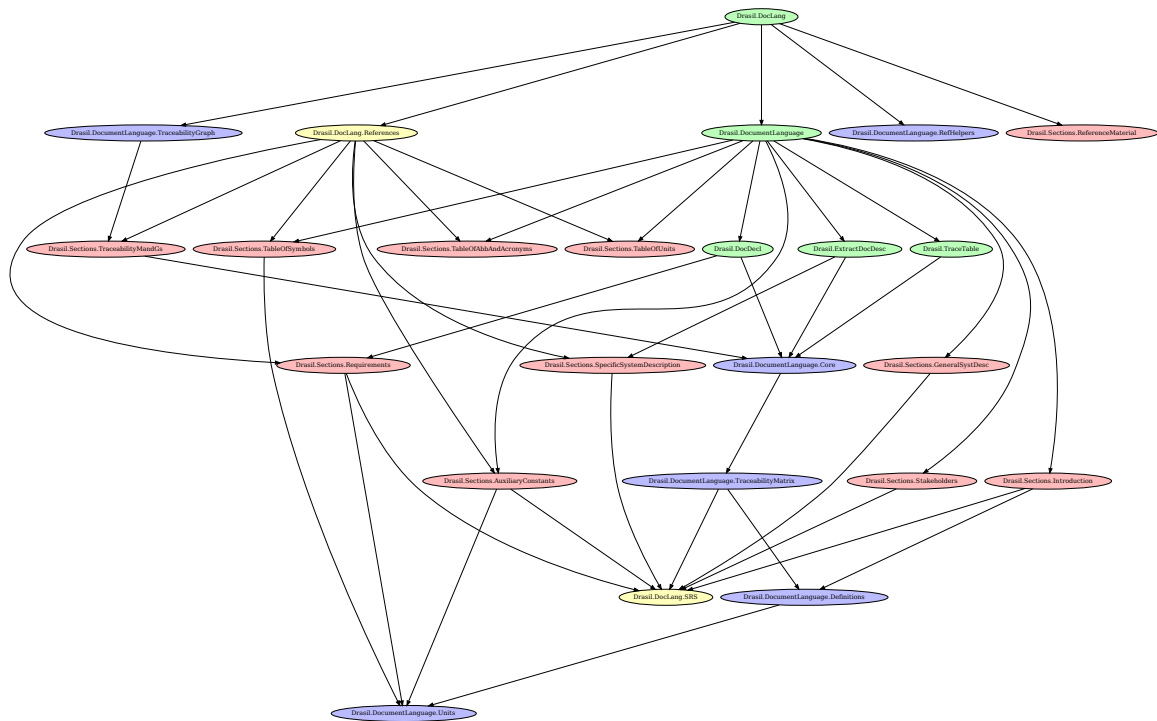 Drasil.DocLang
Drasil.DocumentLanguage.TraceabilityGraph
Drasil.DocLang.References
Drasil.DocumentLanguage
Drasil.DocumentLanguage.RefHelpers
Drasil.Sections.ReferenceMaterial
Drasil.Sections.TraceabilityMandGs
Drasil.Sections.TableOfSymbols
Drasil.Sections.TableOfAbbAndAcronyms
Drasil.Sections.TableOfUnits
Drasil.DocDecl
Drasil.ExtractDocDesc
Drasil.TraceTable
Drasil.Sections.Requirements
Drasil.Sections.SpecificSystemDescription
Drasil.DocumentLanguage.Core
Drasil.Sections.GeneralSystDesc
Drasil.Sections.AuxiliaryConstants
Drasil.DocumentLanguage.TraceabilityMatrix
Drasil.Sections.Stakeholders
Drasil.Sections.Introduction
Drasil.DocLang.SRS
Drasil.DocumentLanguage.Definitions
Drasil.DocumentLanguage.Units